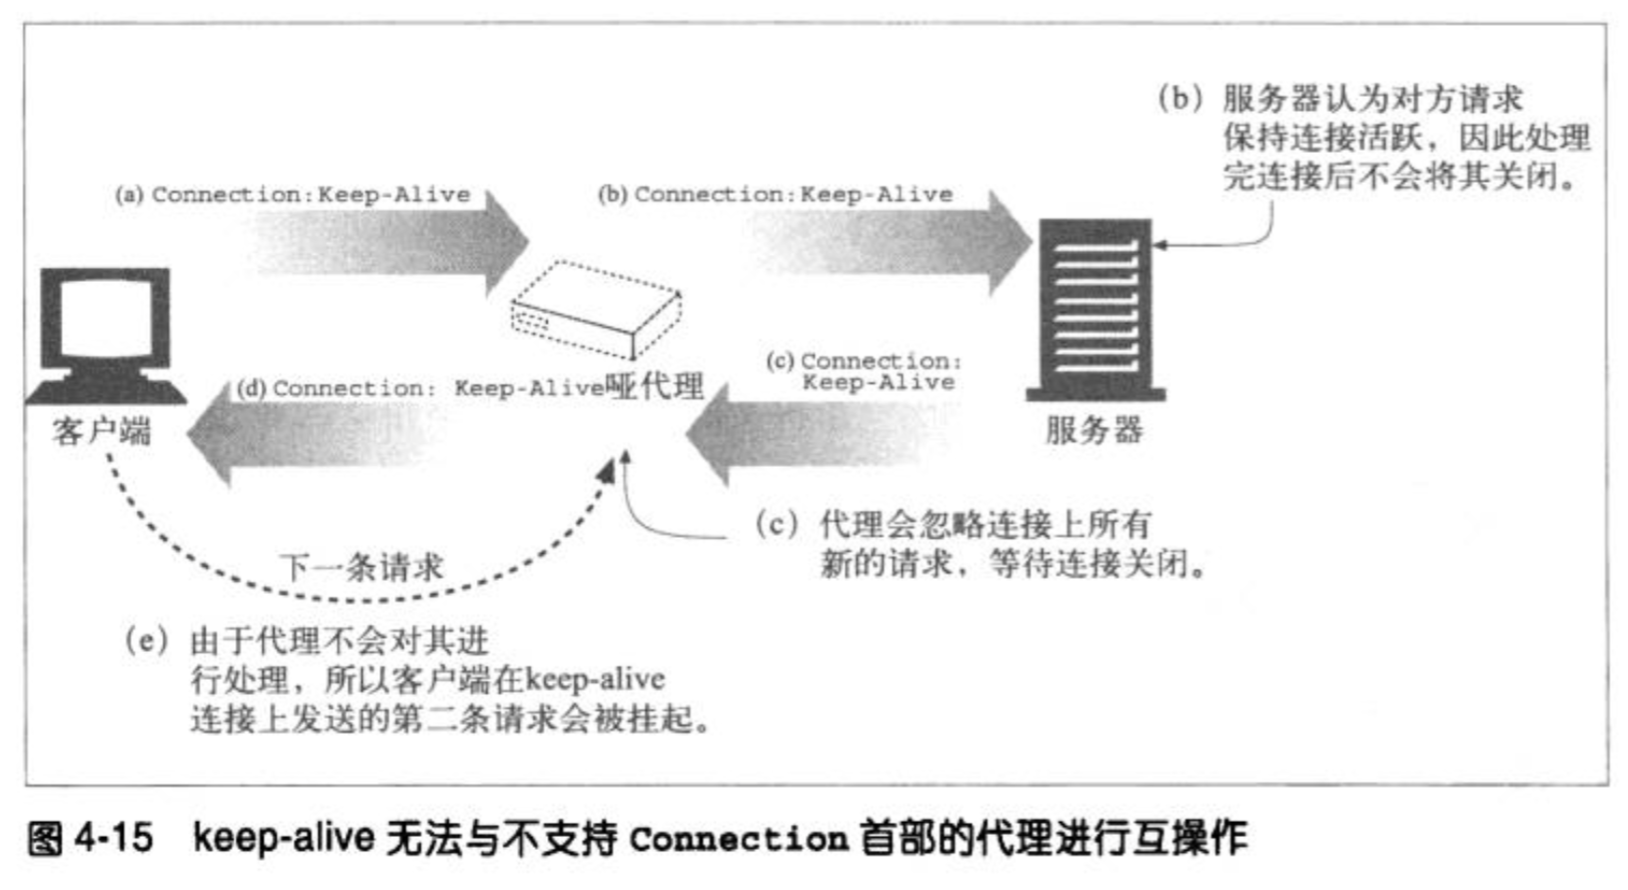 (b) 服务器认为对方请求
保持连接活跃，因此处理
完连接后不会将其关闭。
(a) Connection:Keep-Alive
(b) Connection:Keep-Alive
(c) Connection:
Keep-Alive
(d) Connection: Keep-Alive
哑代理
客户端
服务器
(c) 代理会忽略连接上所有
新的请求，等待连接关闭。
下一条请求
(e) 由于代理不会对其进
行处理，所以客户端在keep-alive
连接上发送的第二条请求会被挂起。
图 4-15 keep-alive 无法与不支持 Connection 首部的代理进行互操作